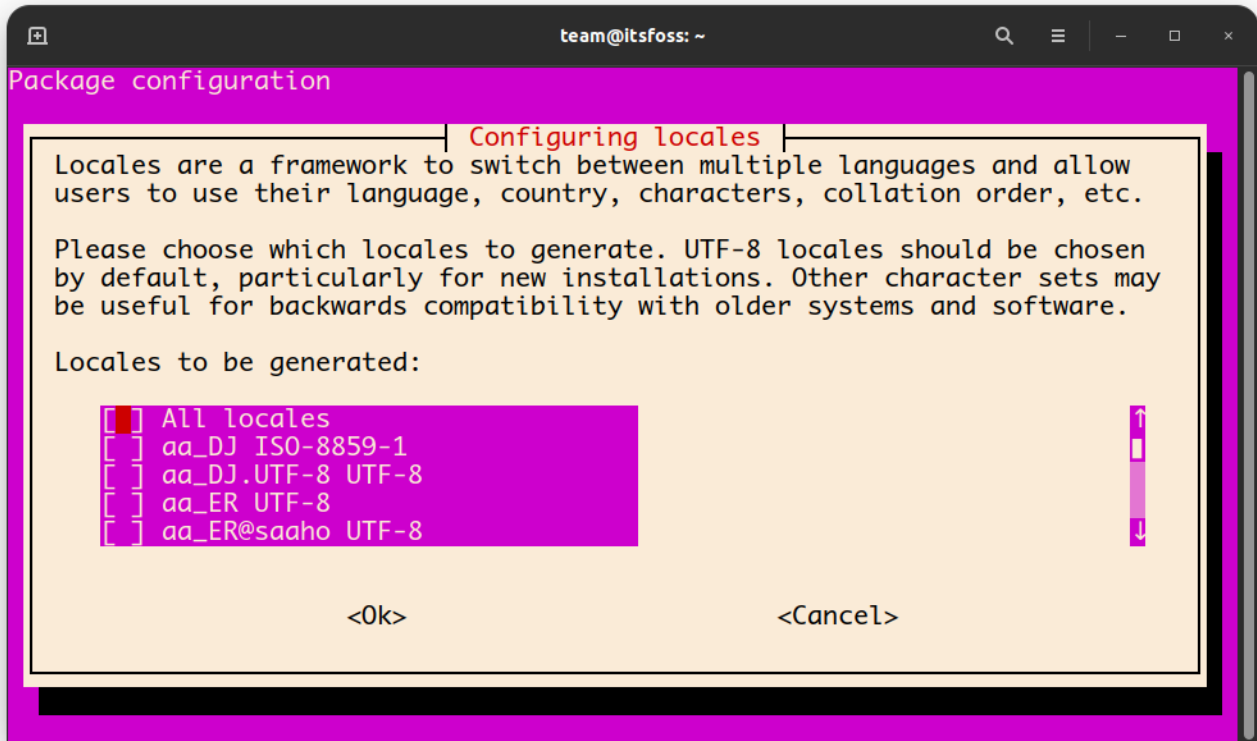 team@itsfoss: ~
Package configuration
Configuring locales
Locales are a framework to switch between multiple languages and allow
users to use their language, country, characters, collation order, etc.
Please choose which locales to generate. UTF-8 locales should be chosen
by default, particularly for new installations. Other character sets may
be useful for backwards compatibility with older systems and software.
Locales to be generated:
[ ] All locales
[ ] aa_DJ ISO-8859-1
[ ] aa_DJ.UTF-8 UTF-8
[ ] aa_ER UTF-8
[ ] aa_ER@saaho UTF-8
<Ok> <Cancel>